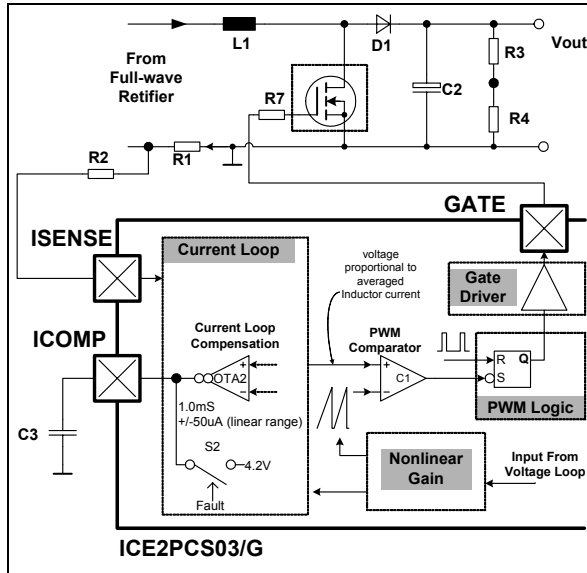 From
Full-wave
Retifier
L1
D1
Vout
R3
C2
R4
R7
R2
R1
GATE
ISENSE
Current Loop
voltage
proportional to
averaged
Inductor current
Gate
Driver
ICOMP
Current Loop
Compensation
+
OTA2
−
1.0mS
+/-50uA (linear range)
S2
4.2V
Fault
PWM
Comparator
+
C1
−
R
Q
S
PWM Logic
C3
Nonlinear
Gain
Input From
Voltage Loop
ICE2PCS03/G